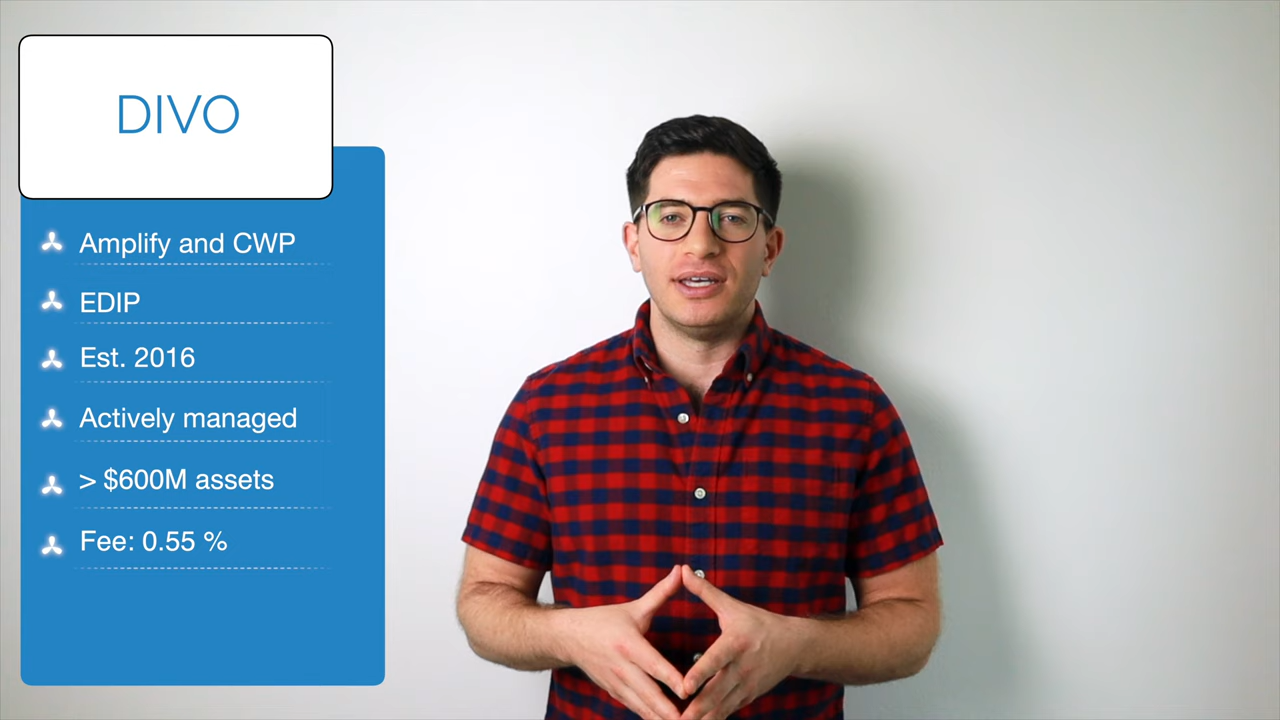 DIVO
Amplify and CWP
EDIP
Est. 2016
Actively managed
> $600M assets
Fee: 0.55 %